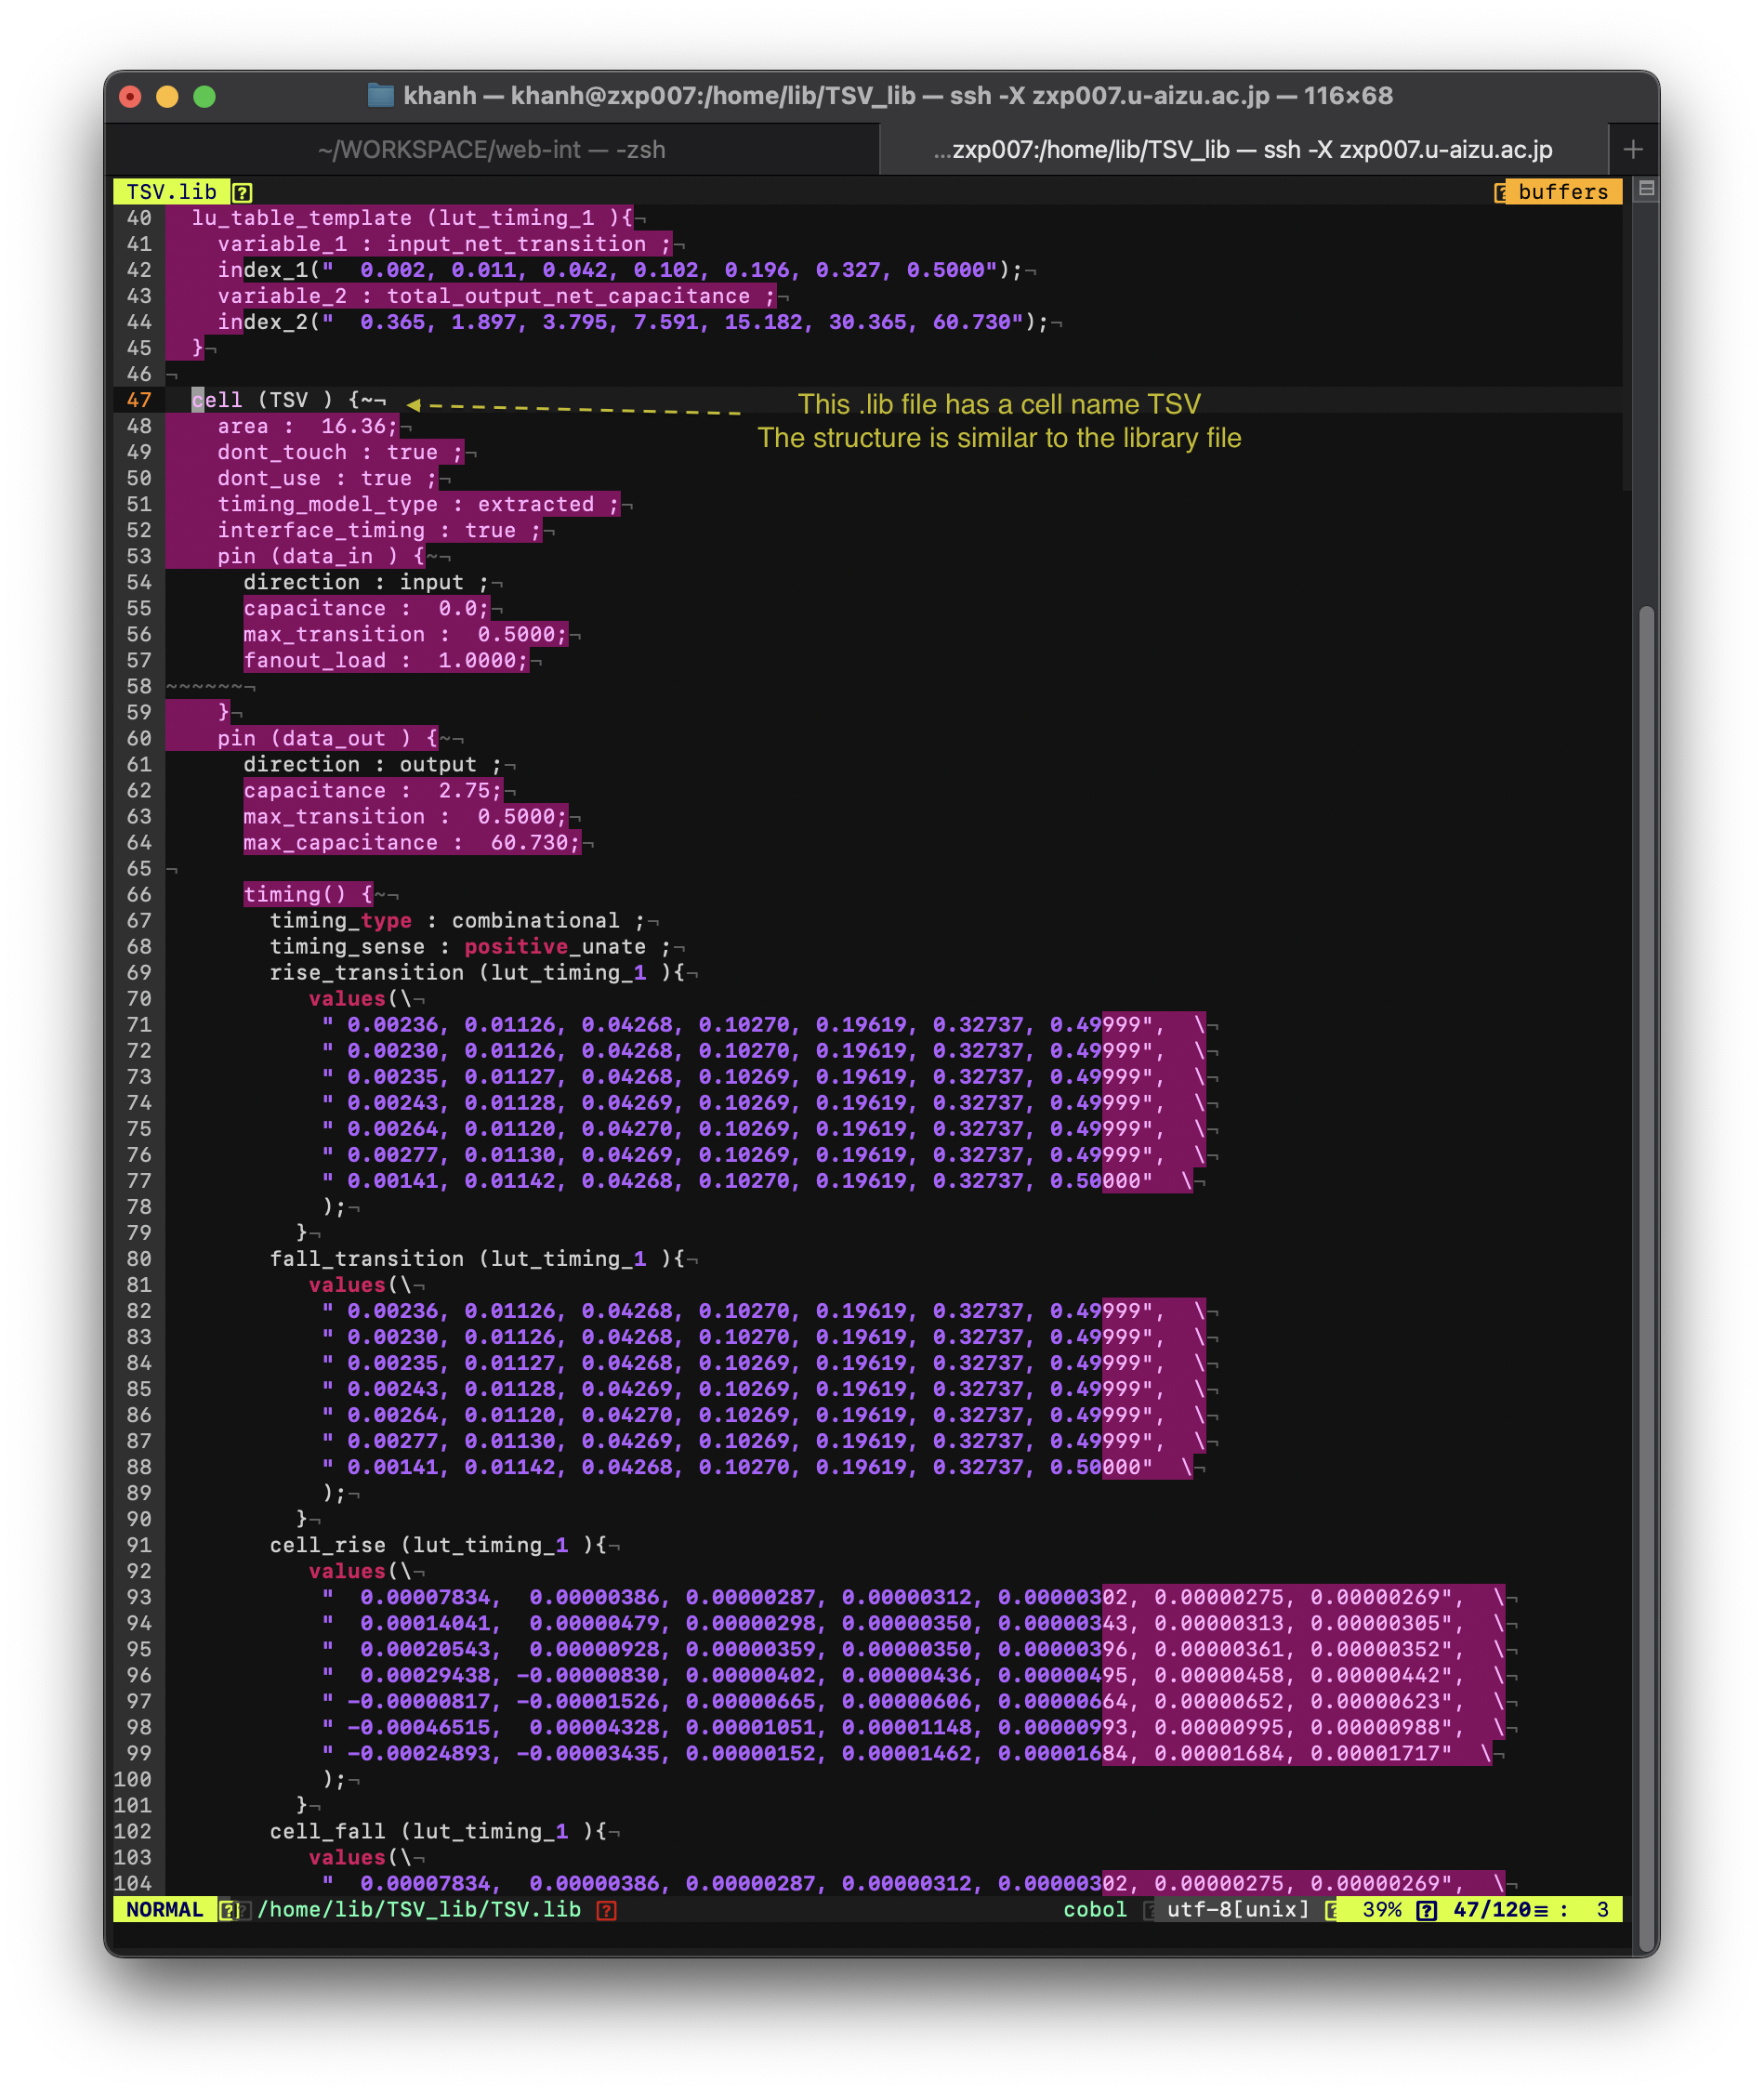 khanh — khanh@zxp007:/home/lib/TSV_lib — ssh -X zxp007.u-aizu.ac.jp — 116×68
~/WORKSPACE/web-int — -zsh
...zxp007:/home/lib/TSV_lib — ssh -X zxp007.u-aizu.ac.jp
TSV.lib buffers
40 lu_table_template (lut_timing_1 ){¬
41 variable_1 : input_net_transition ;¬
42 index_1("  0.002, 0.011, 0.042, 0.102, 0.196, 0.327, 0.5000");¬
43 variable_2 : total_output_net_capacitance ;¬
44 index_2("  0.365, 1.897, 3.795, 7.591, 15.182, 30.365, 60.730");¬
45 }¬
46 ¬
47 cell (TSV ) {~¬
This .lib file has a cell name TSV
The structure is similar to the library file
48 area :  16.36;¬
49 dont_touch : true ;¬
50 dont_use : true ;¬
51 timing_model_type : extracted ;¬
52 interface_timing : true ;¬
53 pin (data_in ) {~¬
54 direction : input ;¬
55 capacitance :  0.0;¬
56 max_transition :  0.5000;¬
57 fanout_load :  1.0000;¬
58 ~~~~~~¬
59 }¬
60 pin (data_out ) {~¬
61 direction : output ;¬
62 capacitance :  2.75;¬
63 max_transition :  0.5000;¬
64 max_capacitance :  60.730;¬
65 ¬
66 timing() {~¬
67 timing_type : combinational ;¬
68 timing_sense : positive_unate ;¬
69 rise_transition (lut_timing_1 ){¬
70 values(\¬
71 " 0.00236, 0.01126, 0.04268, 0.10270, 0.19619, 0.32737, 0.49999",  \¬
72 " 0.00230, 0.01126, 0.04268, 0.10270, 0.19619, 0.32737, 0.49999",  \¬
73 " 0.00235, 0.01127, 0.04268, 0.10269, 0.19619, 0.32737, 0.49999",  \¬
74 " 0.00243, 0.01128, 0.04269, 0.10269, 0.19619, 0.32737, 0.49999",  \¬
75 " 0.00264, 0.01120, 0.04270, 0.10269, 0.19619, 0.32737, 0.49999",  \¬
76 " 0.00277, 0.01130, 0.04269, 0.10269, 0.19619, 0.32737, 0.49999",  \¬
77 " 0.00141, 0.01142, 0.04268, 0.10270, 0.19619, 0.32737, 0.50000"  \¬
78 );¬
79 }¬
80 fall_transition (lut_timing_1 ){¬
81 values(\¬
82 " 0.00236, 0.01126, 0.04268, 0.10270, 0.19619, 0.32737, 0.49999",  \¬
83 " 0.00230, 0.01126, 0.04268, 0.10270, 0.19619, 0.32737, 0.49999",  \¬
84 " 0.00235, 0.01127, 0.04268, 0.10269, 0.19619, 0.32737, 0.49999",  \¬
85 " 0.00243, 0.01128, 0.04269, 0.10269, 0.19619, 0.32737, 0.49999",  \¬
86 " 0.00264, 0.01120, 0.04270, 0.10269, 0.19619, 0.32737, 0.49999",  \¬
87 " 0.00277, 0.01130, 0.04269, 0.10269, 0.19619, 0.32737, 0.49999",  \¬
88 " 0.00141, 0.01142, 0.04268, 0.10270, 0.19619, 0.32737, 0.50000"  \¬
89 );¬
90 }¬
91 cell_rise (lut_timing_1 ){¬
92 values(\¬
93 "  0.00007834,  0.00000386, 0.00000287, 0.00000312, 0.00000302, 0.00000275, 0.00000269",  \¬
94 "  0.00014041,  0.00000479, 0.00000298, 0.00000350, 0.00000343, 0.00000313, 0.00000305",  \¬
95 "  0.00020543,  0.00000928, 0.00000359, 0.00000350, 0.00000396, 0.00000361, 0.00000352",  \¬
96 "  0.00029438, -0.00000830, 0.00000402, 0.00000436, 0.00000495, 0.00000458, 0.00000442",  \¬
97 " -0.00000817, -0.00001526, 0.00000665, 0.00000606, 0.00000664, 0.00000652, 0.00000623",  \¬
98 " -0.00046515,  0.00004328, 0.00001051, 0.00001148, 0.00000993, 0.00000995, 0.00000988",  \¬
99 " -0.00024893, -0.00003435, 0.00000152, 0.00001462, 0.00001684, 0.00001684, 0.00001717"  \¬
100 );¬
101 }¬
102 cell_fall (lut_timing_1 ){¬
103 values(\¬
104 "  0.00007834,  0.00000386, 0.00000287, 0.00000312, 0.00000302, 0.00000275, 0.00000269",  \¬
NORMAL /home/lib/TSV_lib/TSV.lib cobol utf-8[unix] 39% 47/120≡ : 3